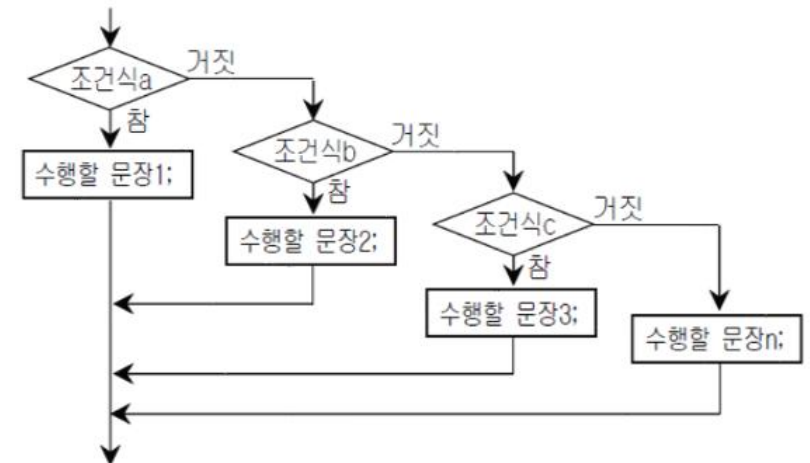 조건식a
거짓
참
수행할 문장1;
조건식b
거짓
참
수행할 문장2;
조건식c
거짓
참
수행할 문장3;
수행할 문장n;